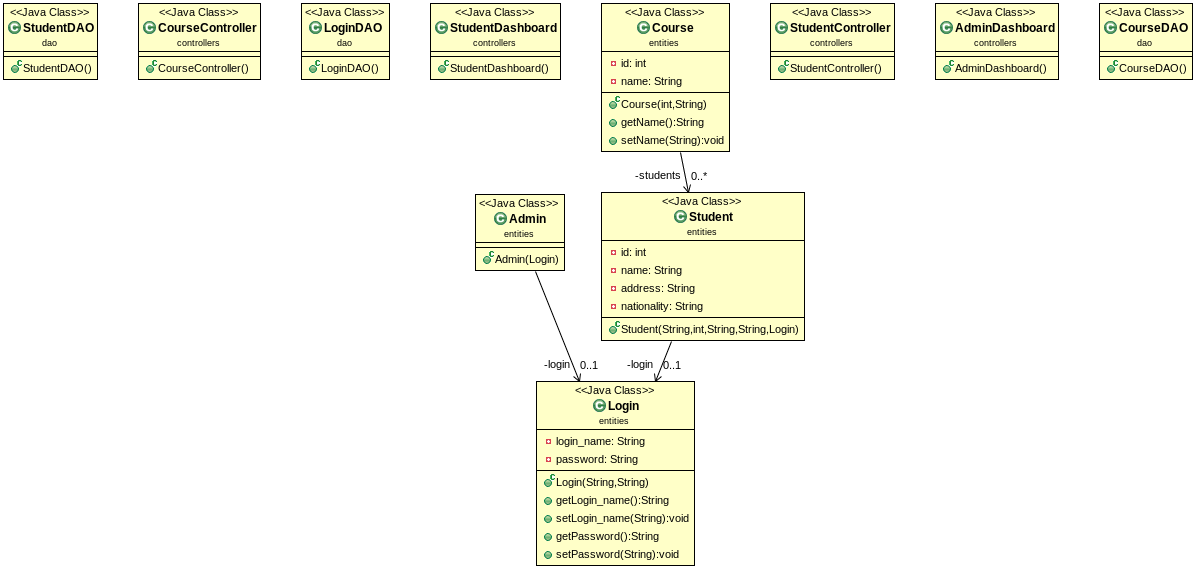 <<Java Class>>
C StudentDAO
dao
c StudentDAO()
<<Java Class>>
C CourseController
controllers
c CourseController()
<<Java Class>>
C LoginDAO
dao
c LoginDAO()
<<Java Class>>
C StudentDashboard
controllers
c StudentDashboard()
<<Java Class>>
C Course
entities
id: int
name: String
c Course(int,String)
getName():String
setName(String):void
<<Java Class>>
C StudentController
controllers
c StudentController()
<<Java Class>>
C AdminDashboard
controllers
c AdminDashboard()
<<Java Class>>
C CourseDAO
dao
c CourseDAO()
-students 0..*
<<Java Class>>
C Admin
entities
c Admin(Login)
<<Java Class>>
C Student
entities
id: int
name: String
address: String
nationality: String
c Student(String,int,String,String,Login)
-login 0..1
-login 0..1
<<Java Class>>
C Login
entities
login_name: String
password: String
c Login(String,String)
getLogin_name():String
setLogin_name(String):void
getPassword():String
setPassword(String):void